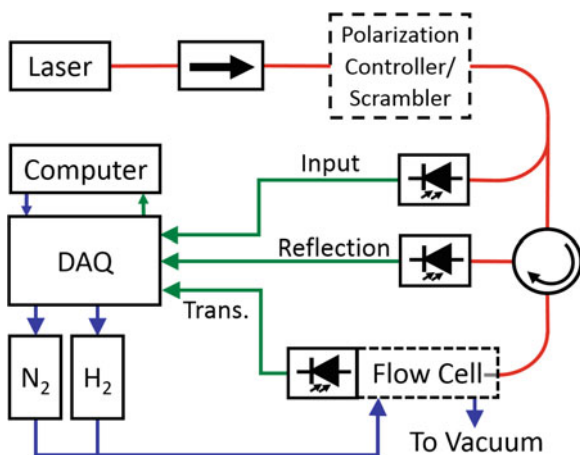 Laser
Polarization
Controller/
Scrambler
Computer
Input
DAQ
Reflection
Trans.
N₂
H₂
Flow Cell
To Vacuum